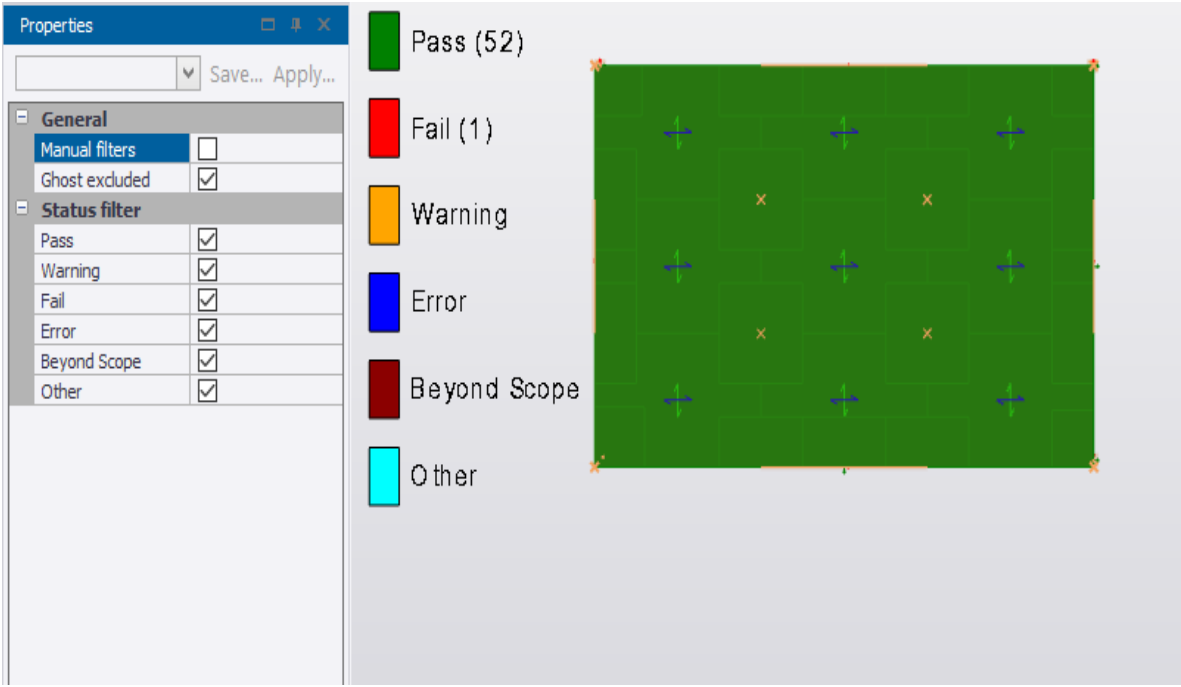 Properties
Save... Apply...
General
Manual filters
Ghost excluded
Status filter
Pass
Warning
Fail
Error
Beyond Scope
Other
Pass (52)
Fail (1)
Warning
Error
Beyond Scope
Other